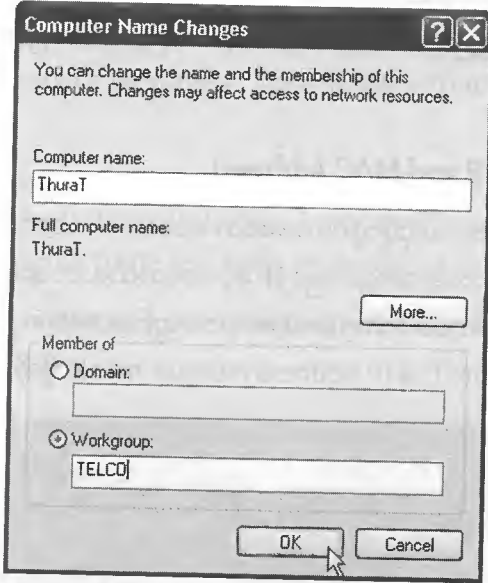 Computer Name Changes
You can change the name and the membership of this
computer. Changes may affect access to network resources.
Computer name:
ThuraT
Full computer name:
ThuraT.
More...
Member of
Domain:
Workgroup:
TELCO
OK
Cancel